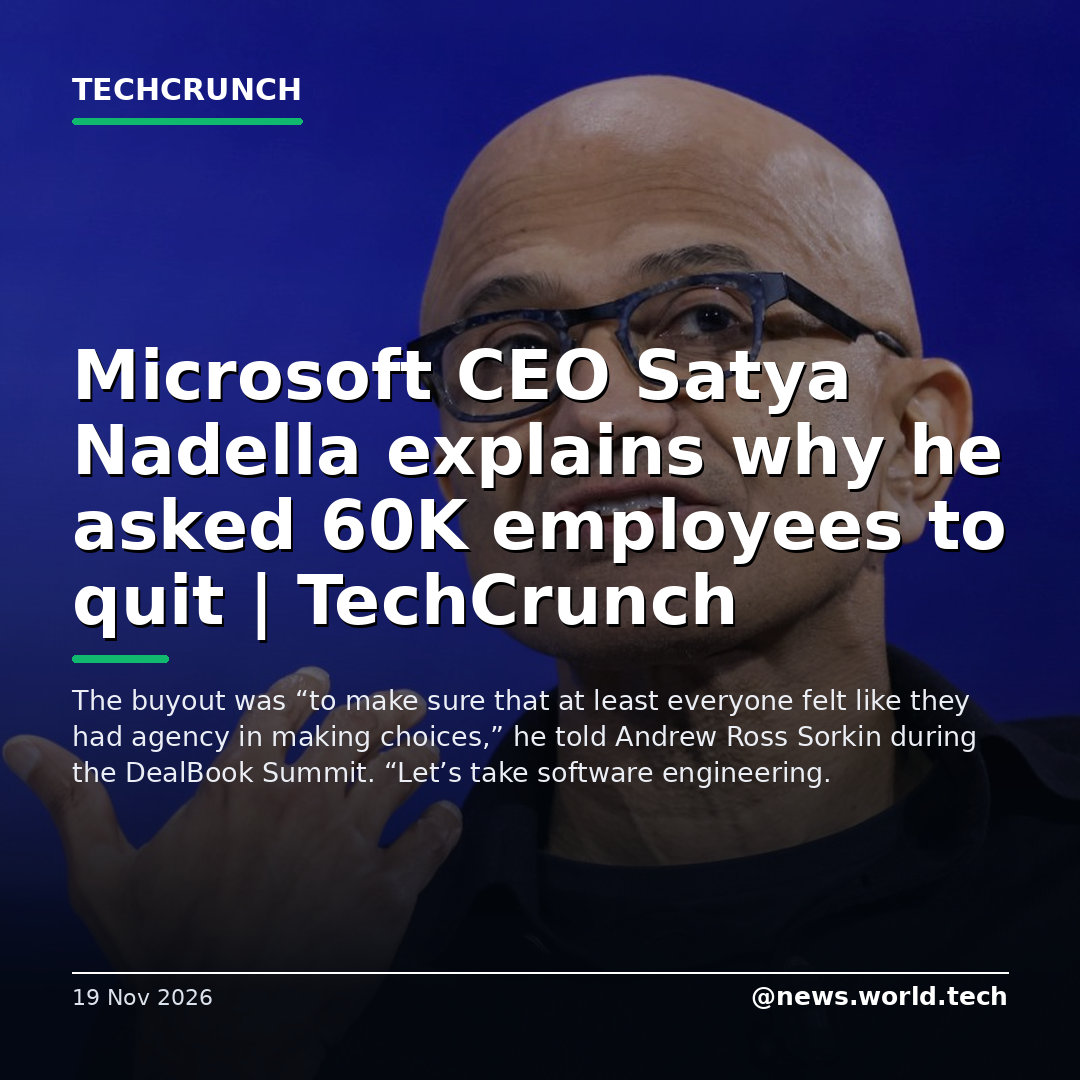 TECHCRUNCH
Microsoft CEO Satya
Nadella explains why he
asked 60K employees to
quit | TechCrunch
The buyout was “to make sure that at least everyone felt like they
had agency in making choices,” he told Andrew Ross Sorkin during
the DealBook Summit. “Let’s take software engineering.
19 Nov 2026
@news.world.tech